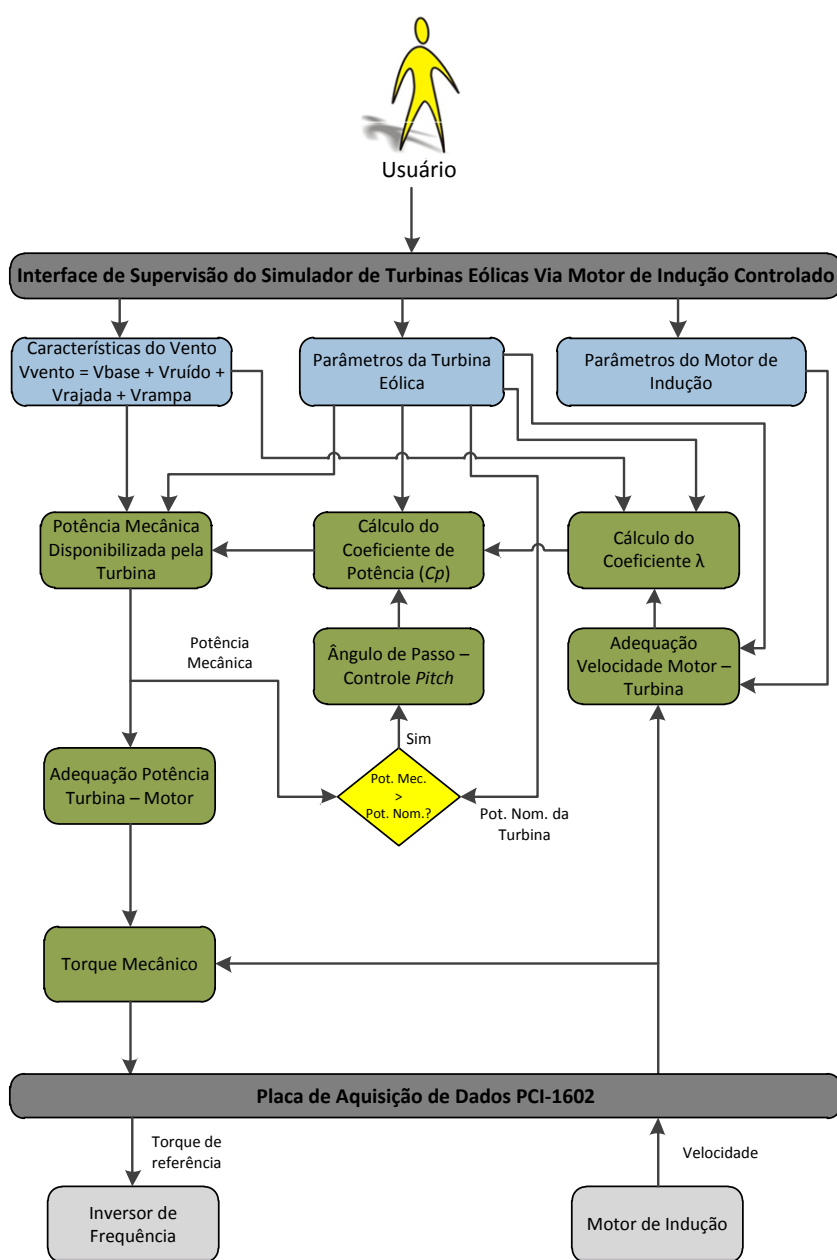 Usuário
Interface de Supervisão do Simulador de Turbinas Eólicas Via Motor de Indução Controlado
Características do Vento
Vvento = Vbase + Vruído +
Vrajada + Vrampa
Parâmetros da Turbina
Eólica
Parâmetros do Motor de
Indução
Potência Mecânica
Disponibilizada pela
Turbina
Cálculo do
Coeficiente de
Potência (Cp)
Cálculo do
Coeficiente λ
Potência
Mecânica
Ângulo de Passo –
Controle Pitch
Adequação
Velocidade Motor –
Turbina
Sim
Adequação Potência
Turbina – Motor
Pot. Mec.
>
Pot. Nom.?
Pot. Nom. da
Turbina
Torque Mecânico
Placa de Aquisição de Dados PCI-1602
Torque de
referência
Velocidade
Inversor de
Frequência
Motor de Indução